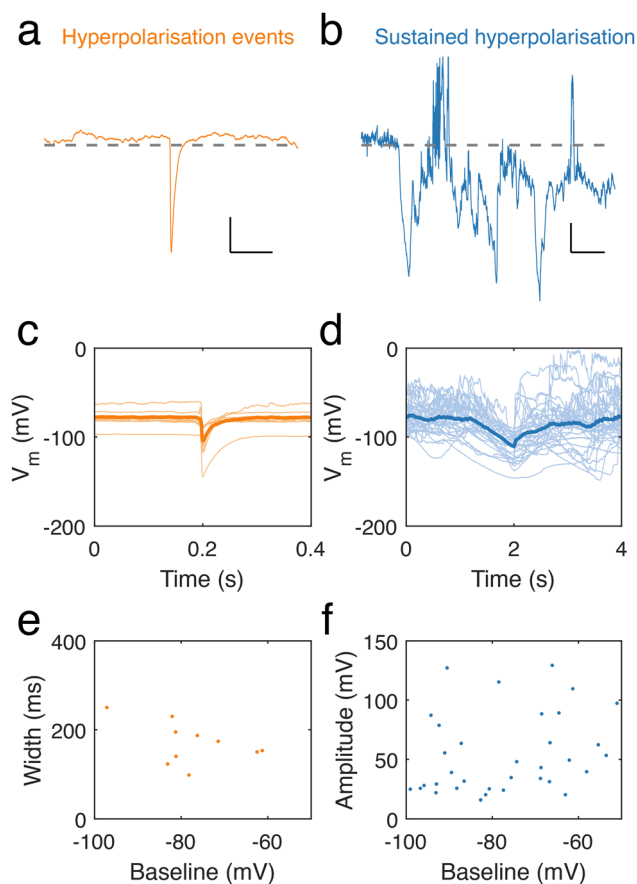 a Hyperpolarisation events
b Sustained hyperpolarisation
c
0
-100
-200
Vm (mV)
0 0.2 0.4
Time (s)
d
0
-100
-200
Vm (mV)
0 2 4
Time (s)
e
400
200
0
Width (ms)
-100 -80 -60
Baseline (mV)
f
150
100
50
0
Amplitude (mV)
-100 -80 -60
Baseline (mV)